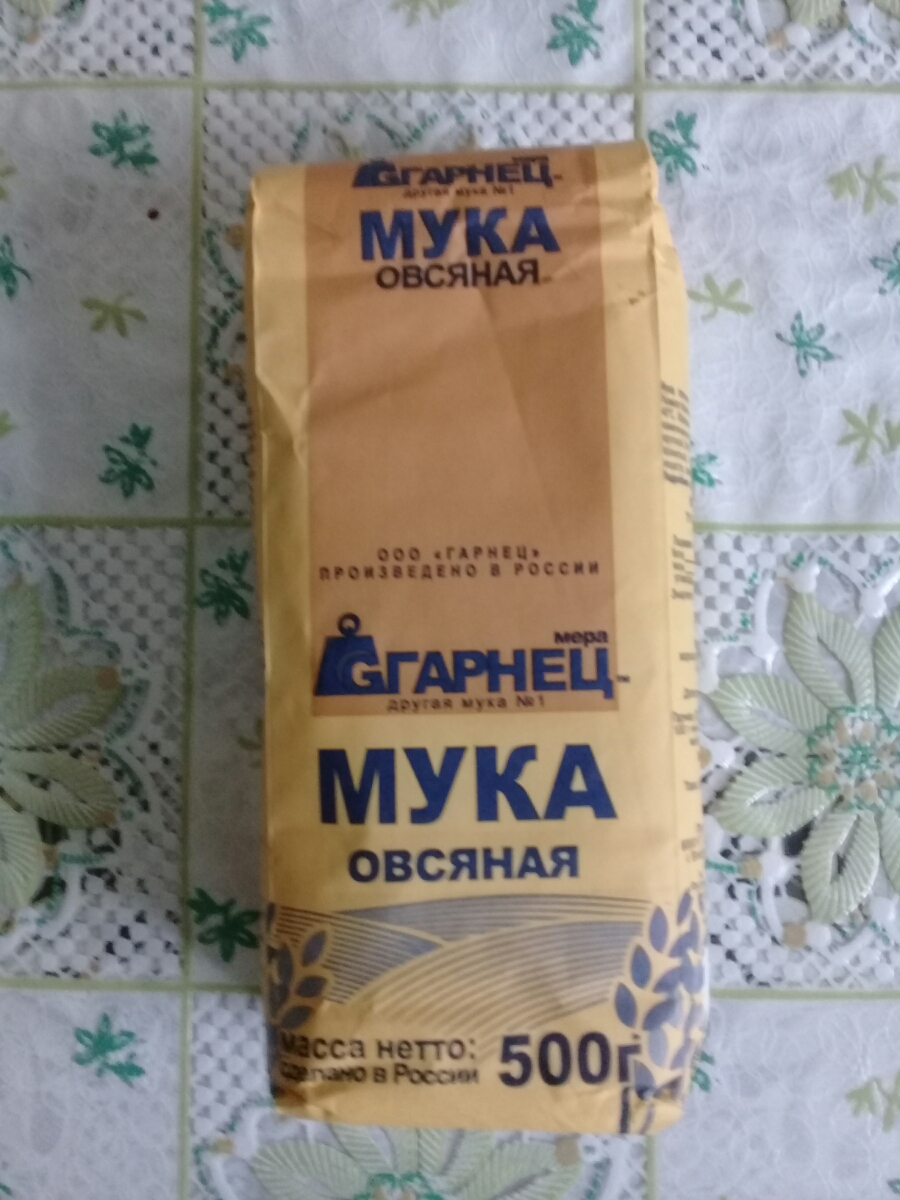 ГАРНЕЦ
другая мука №1
МУКА
ОВСЯНАЯ
ООО «ГАРНЕЦ»
ПРОИЗВЕДЕНО В РОССИИ
мера
ГАРНЕЦ
другая мука №1
МУКА
ОВСЯНАЯ
масса нетто: 500г
сделано в России